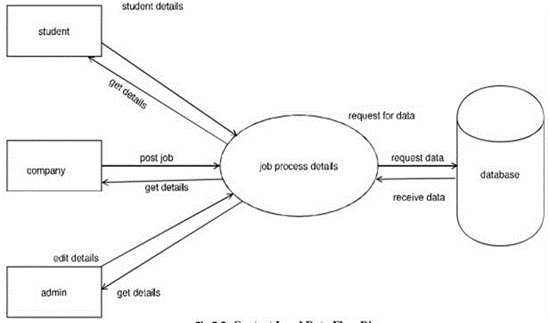 student details
student
get details
request for data
post job
request data
company
job process details
database
get details
receive data
edit details
admin
get details